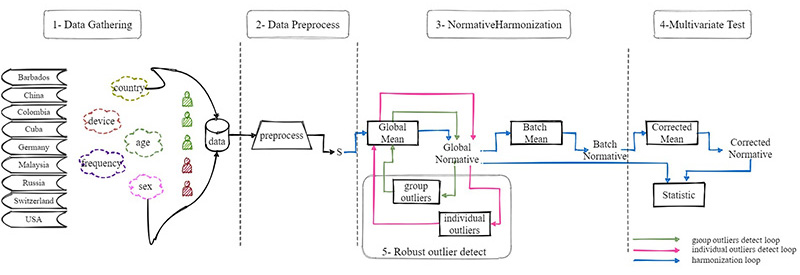 1- Data Gathering
2- Data Preprocess
3- NormativeHarmonization
4-Multivariate Test
Barbados
China
Colombia
Cuba
Germany
Malaysia
Russia
Switzerland
USA
country
device
age
frequency
sex
data
preprocess
S
Global
Mean
Global
Normative
group
outliers
individual
outliers
5- Robust outlier detect
Batch
Mean
Batch
Normative
Corrected
Mean
Corrected
Normative
Statistic
group outliers detect loop
individual outliers detect loop
harmonization loop